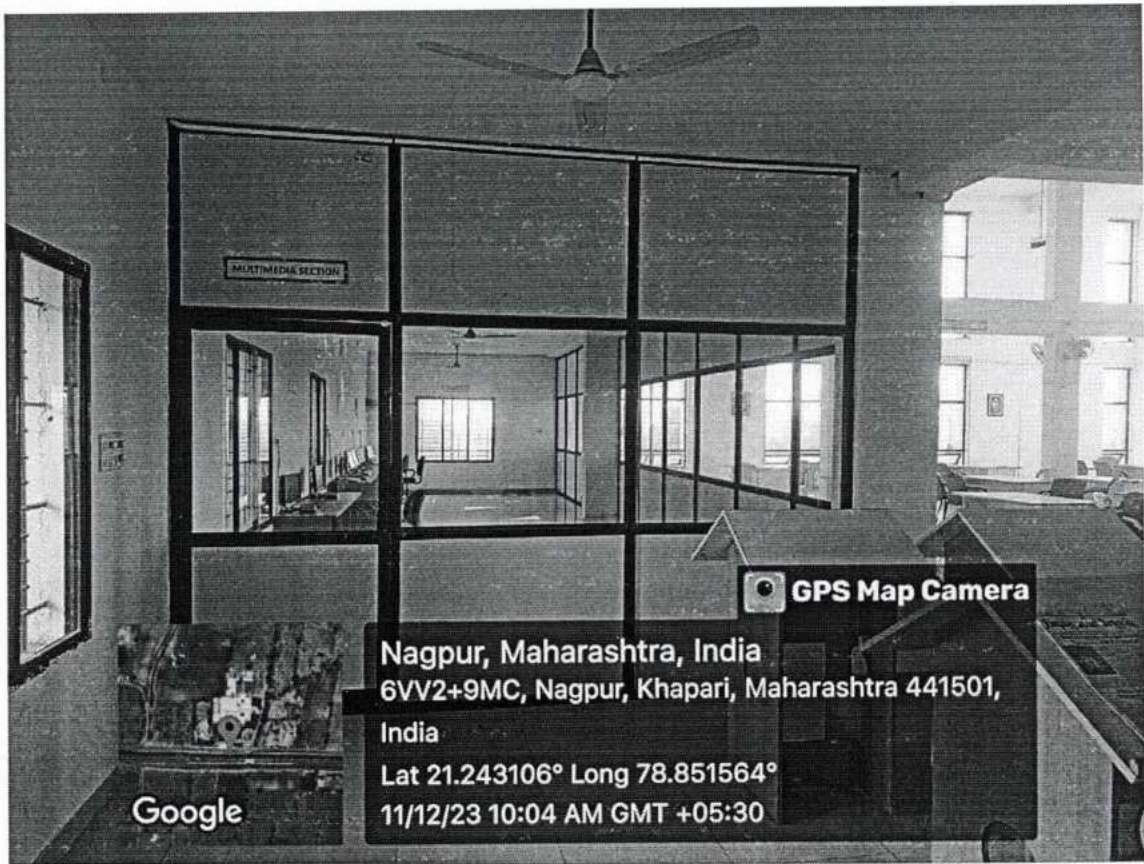 MULTIMEDIA SECTION
GPS Map Camera
Nagpur, Maharashtra, India
6VV2+9MC, Nagpur, Khapari, Maharashtra 441501,
India
Lat 21.243106° Long 78.851564°
11/12/23 10:04 AM GMT +05:30
Google